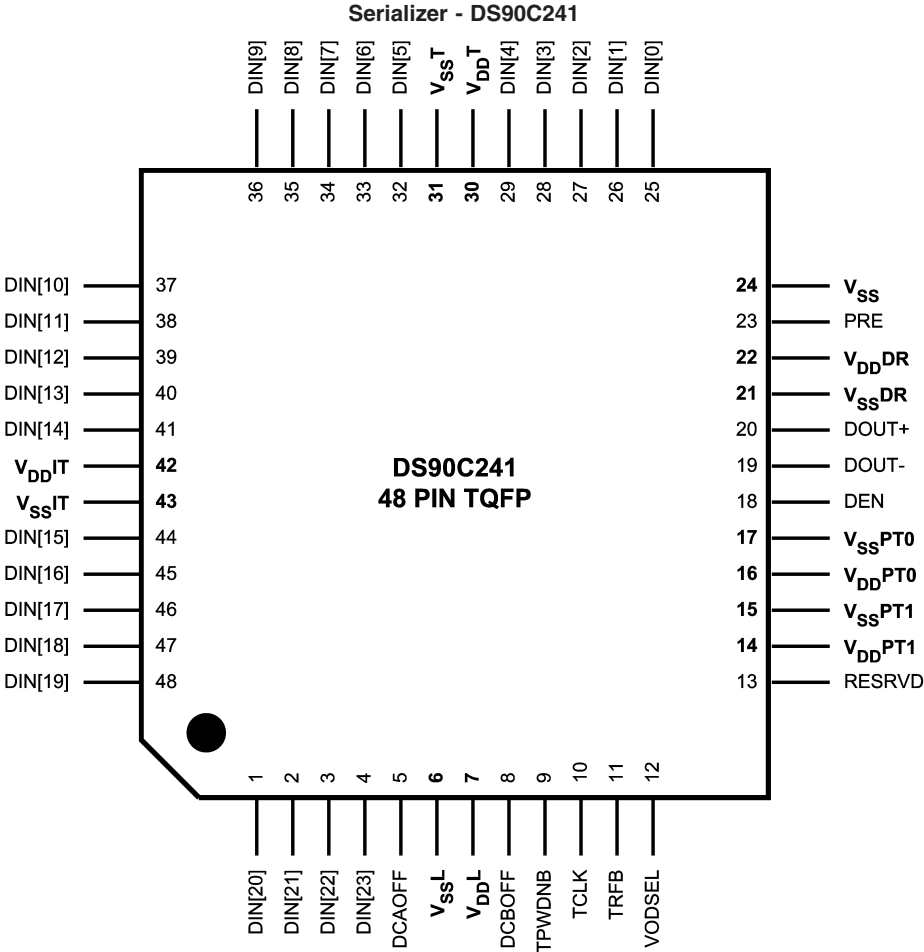 Serializer - DS90C241
DIN[9] DIN[8] DIN[7] DIN[6] DIN[5] VSST VDDT DIN[4] DIN[3] DIN[2] DIN[1] DIN[0]
36 35 34 33 32 31 30 29 28 27 26 25
DIN[10] 37 24 VSS
DIN[11] 38 23 PRE
DIN[12] 39 22 VDDDR
DIN[13] 40 21 VSSDR
DIN[14] 41 20 DOUT+
VDDIT 42 19 DOUT-
VSSIT 43 18 DEN
DIN[15] 44 17 VSSPT0
DIN[16] 45 16 VDDPT0
DIN[17] 46 15 VSSPT1
DIN[18] 47 14 VDDPT1
DIN[19] 48 13 RESRVD
DS90C241
48 PIN TQFP
1 2 3 4 5 6 7 8 9 10 11 12
DIN[20] DIN[21] DIN[22] DIN[23] DCAOFF VSSL VDDL DCBOFF TPWDNB TCLK TRFB VODSEL